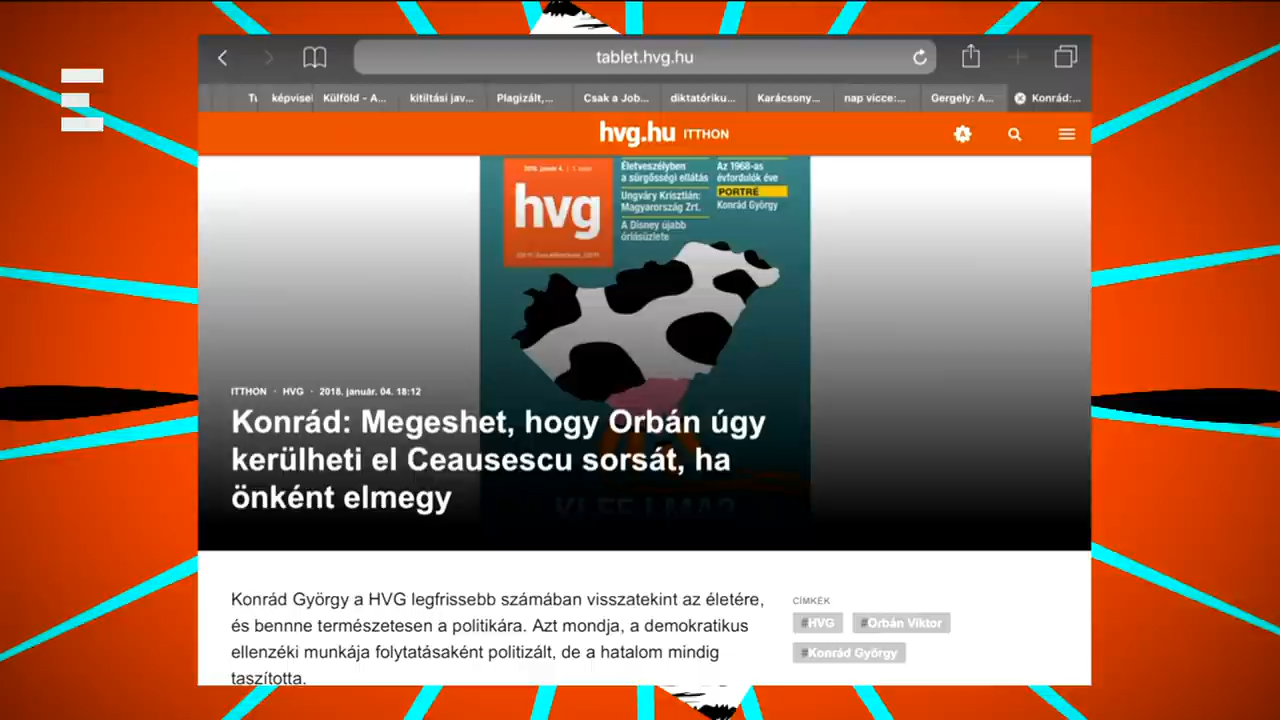 tablet.hvg.hu
Tu
képvisel
Külföld - A...
kitiltási jav...
Plagizált,...
Csak a Job...
diktatóriku...
Karácsony...
nap vicce:...
Gergely: A...
Konrád:...
hvg.hu ITTHON
hvg
Életveszélyben
a sürgősségi ellátás
Ungváry Krisztián:
Magyarország Zrt.
A Disney újabb
óriásüzlete
Az 1968-as
évfordulók éve
PORTRÉ
Konrád György
ITTHON · HVG · 2018. január. 04. 18:12
Konrád: Megeshet, hogy Orbán úgy
kerülheti el Ceausescu sorsát, ha
önként elmegy
Konrád György a HVG legfrissebb számában visszatekint az életére,
és bennne természetesen a politikára. Azt mondja, a demokratikus
ellenzéki munkája folytatásaként politizált, de a hatalom mindig
taszította.
CÍMKÉK
#HVG
#Orbán Viktor
#Konrád György